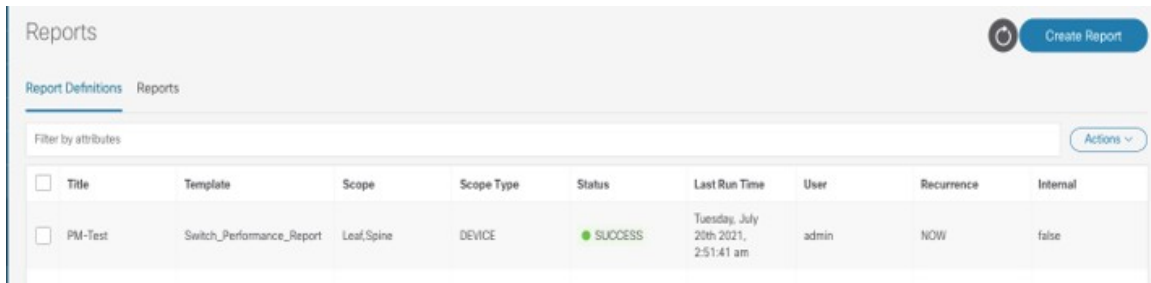 Reports
Create Report
Report Definitions Reports
Filter by attributes
Actions
Title Template Scope Scope Type Status Last Run Time User Recurrence Internal
PM-Test Switch_Performance_Report Leaf,Spine DEVICE SUCCESS Tuesday, July admin NOW false
20th 2021,
2:51:41 am